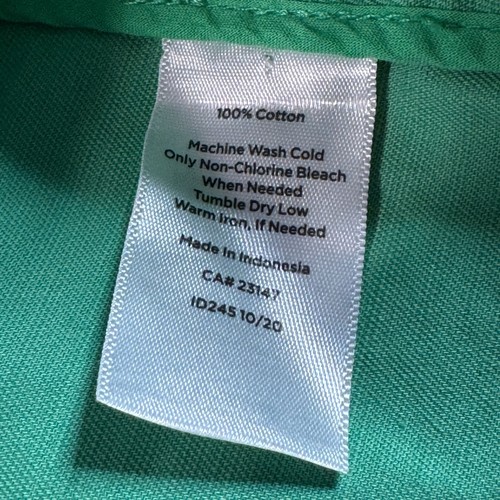 100% Cotton
Machine Wash Cold
Only Non-Chlorine Bleach
When Needed
Tumble Dry Low
Warm Iron, If Needed
Made in Indonesia
CA# 23147
ID245 10/20